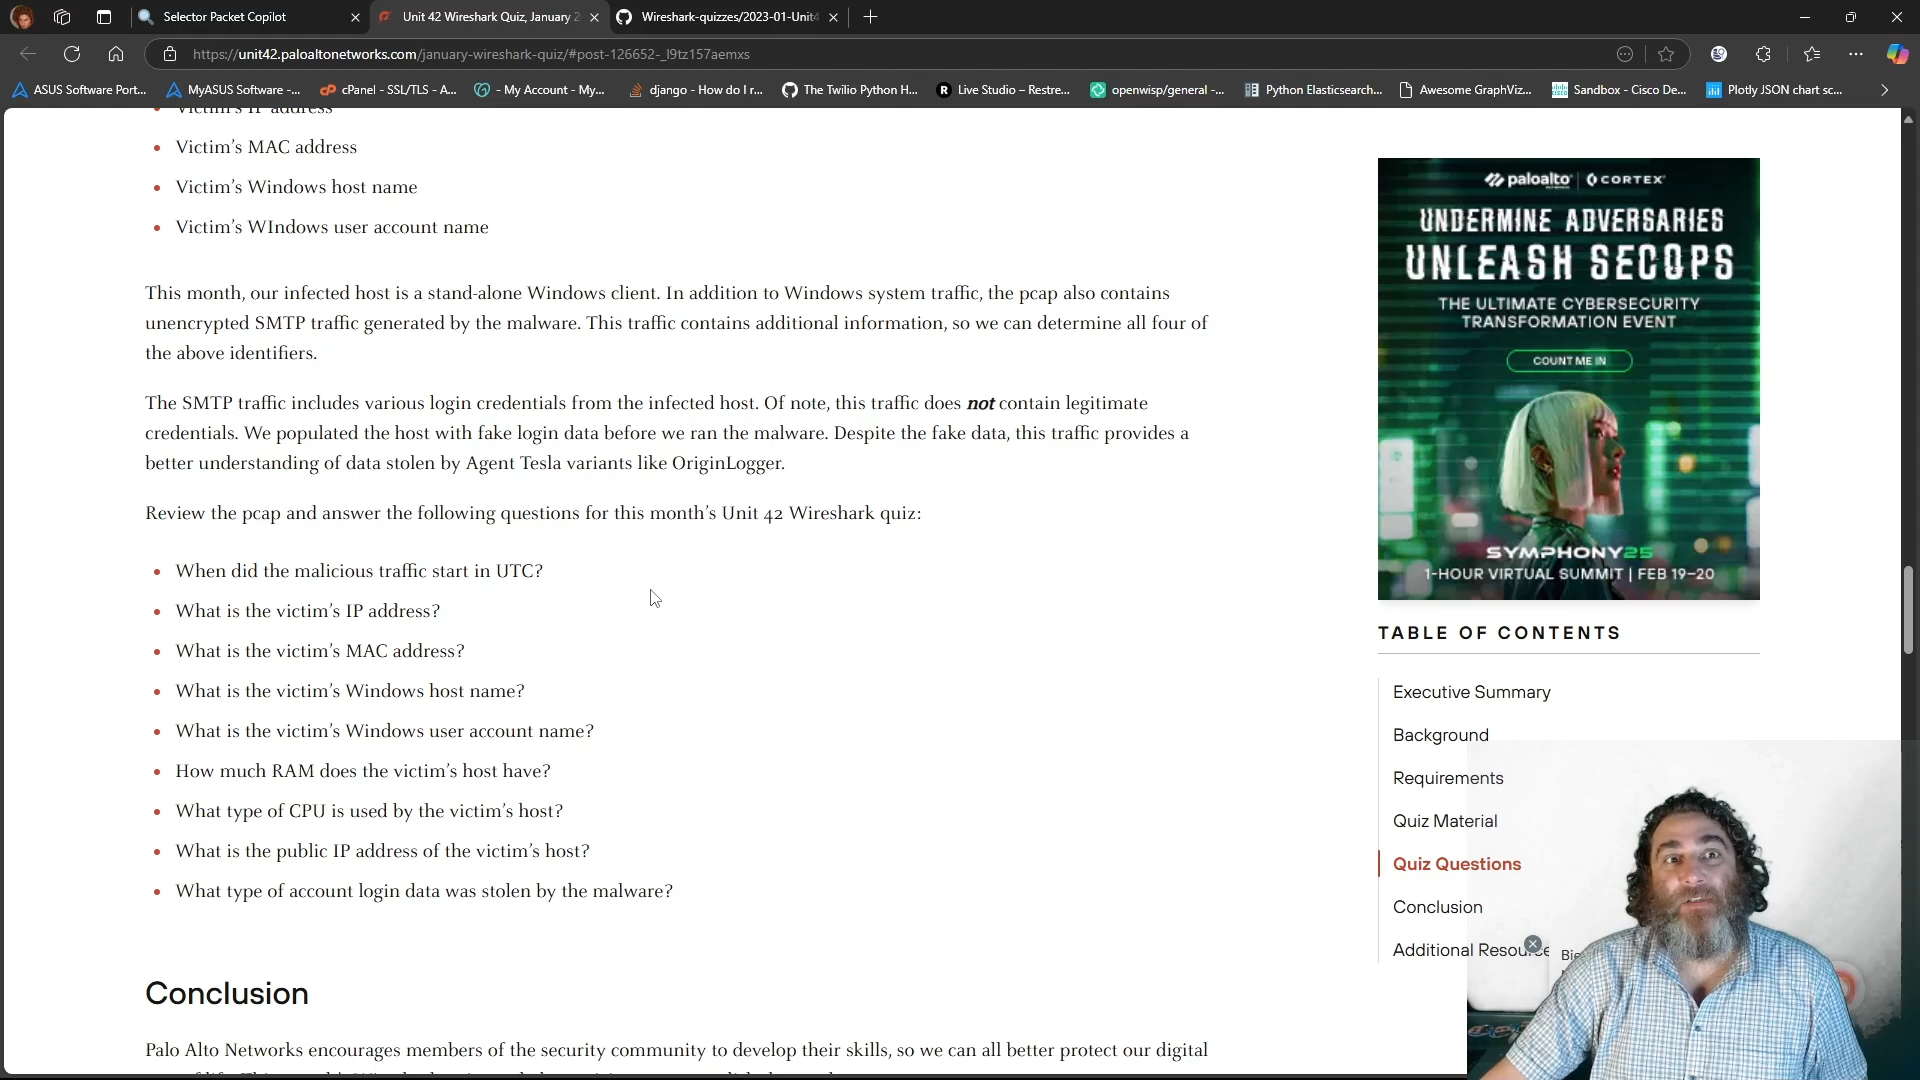 Selector Packet Copilot
Unit 42 Wireshark Quiz, January 2
Wireshark-quizzes/2023-01-Unit4
https://unit42.paloaltonetworks.com/january-wireshark-quiz/#post-126652-_l9tz157aemxs
ASUS Software Port...
MyASUS Software -...
cPanel - SSL/TLS - A...
- My Account - My...
django - How do I r...
The Twilio Python H...
Live Studio – Restre...
openwisp/general -...
Python Elasticsearch...
Awesome GraphViz...
Sandbox - Cisco De...
Plotly JSON chart sc...
Victim's IP address
Victim's MAC address
Victim's Windows host name
Victim's WIndows user account name
This month, our infected host is a stand-alone Windows client. In addition to Windows system traffic, the pcap also contains
unencrypted SMTP traffic generated by the malware. This traffic contains additional information, so we can determine all four of
the above identifiers.
The SMTP traffic includes various login credentials from the infected host. Of note, this traffic does not contain legitimate
credentials. We populated the host with fake login data before we ran the malware. Despite the fake data, this traffic provides a
better understanding of data stolen by Agent Tesla variants like OriginLogger.
Review the pcap and answer the following questions for this month's Unit 42 Wireshark quiz:
When did the malicious traffic start in UTC?
What is the victim's IP address?
What is the victim's MAC address?
What is the victim's Windows host name?
What is the victim's Windows user account name?
How much RAM does the victim's host have?
What type of CPU is used by the victim's host?
What is the public IP address of the victim's host?
What type of account login data was stolen by the malware?
Conclusion
Palo Alto Networks encourages members of the security community to develop their skills, so we can all better protect our digital
paloalto NETWORKS CORTEX
UNDERMINE ADVERSARIES
UNLEASH SECOPS
THE ULTIMATE CYBERSECURITY
TRANSFORMATION EVENT
COUNT ME IN
SYMPHONY25
1-HOUR VIRTUAL SUMMIT | FEB 19–20
TABLE OF CONTENTS
Executive Summary
Background
Requirements
Quiz Material
Quiz Questions
Conclusion
Additional Resource